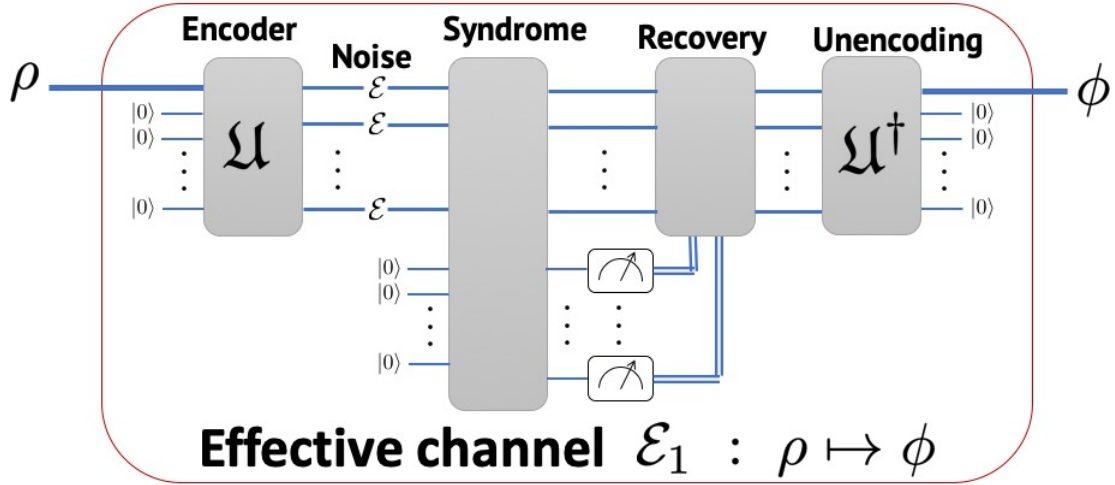 Encoder
Noise
Syndrome
Recovery
Unencoding
ρ
𝔘
ℰ
ℰ
ℰ
𝔘†
ϕ
|0⟩
|0⟩
|0⟩
|0⟩
|0⟩
|0⟩
|0⟩
|0⟩
|0⟩
Effective channel ℰ₁ : ρ ↦ ϕ